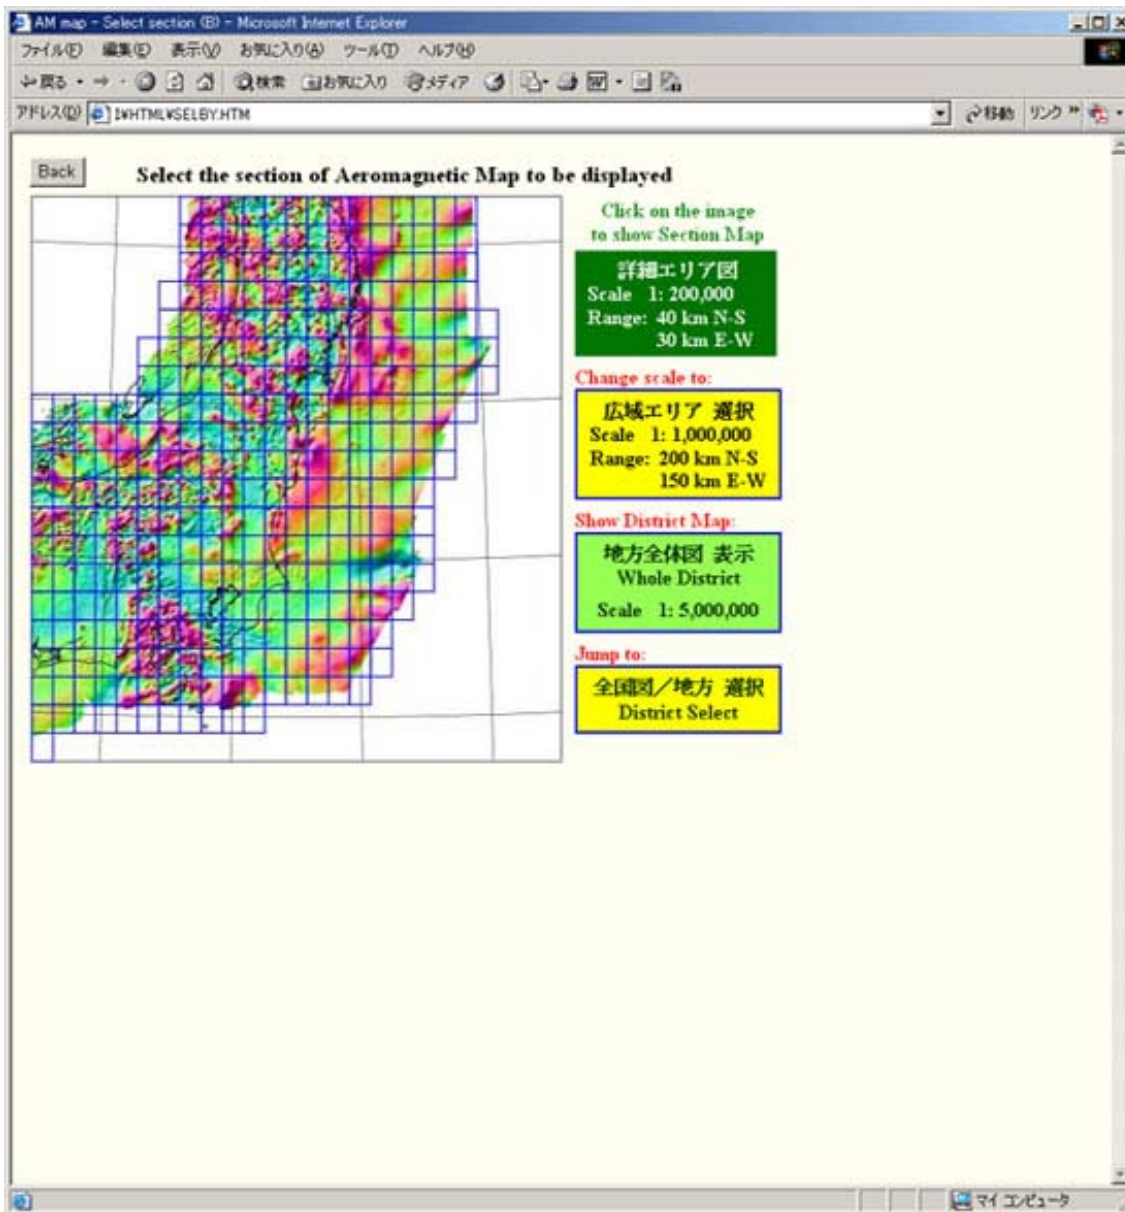 AM map - Select section (B) - Microsoft Internet Explorer
ファイル(F) 編集(E) 表示(V) お気に入り(A) ツール(T) ヘルプ(H)
戻る 検索 お気に入り メディア
アドレス(D) I:¥HTML¥SELBY.HTM 移動 リンク »
Back Select the section of Aeromagnetic Map to be displayed
Click on the image
to show Section Map
詳細エリア図
Scale 1: 200,000
Range: 40 km N-S
30 km E-W
Change scale to:
広域エリア 選択
Scale 1: 1,000,000
Range: 200 km N-S
150 km E-W
Show District Map:
地方全体図 表示
Whole District
Scale 1: 5,000,000
Jump to:
全国図／地方 選択
District Select
マイ コンピュータ